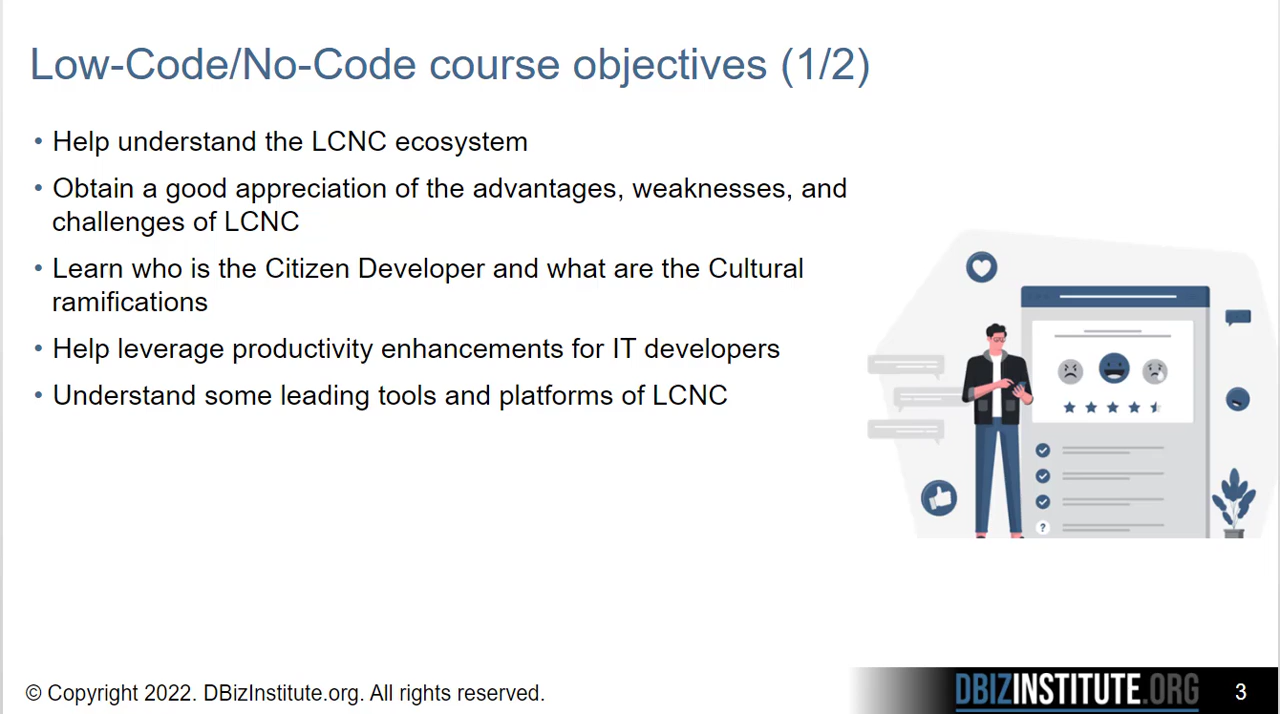 Low-Code/No-Code course objectives (1/2)
• Help understand the LCNC ecosystem
• Obtain a good appreciation of the advantages, weaknesses, and
challenges of LCNC
• Learn who is the Citizen Developer and what are the Cultural
ramifications
• Help leverage productivity enhancements for IT developers
• Understand some leading tools and platforms of LCNC
?
© Copyright 2022. DBizInstitute.org. All rights reserved.
DBIZINSTITUTE.ORG
3